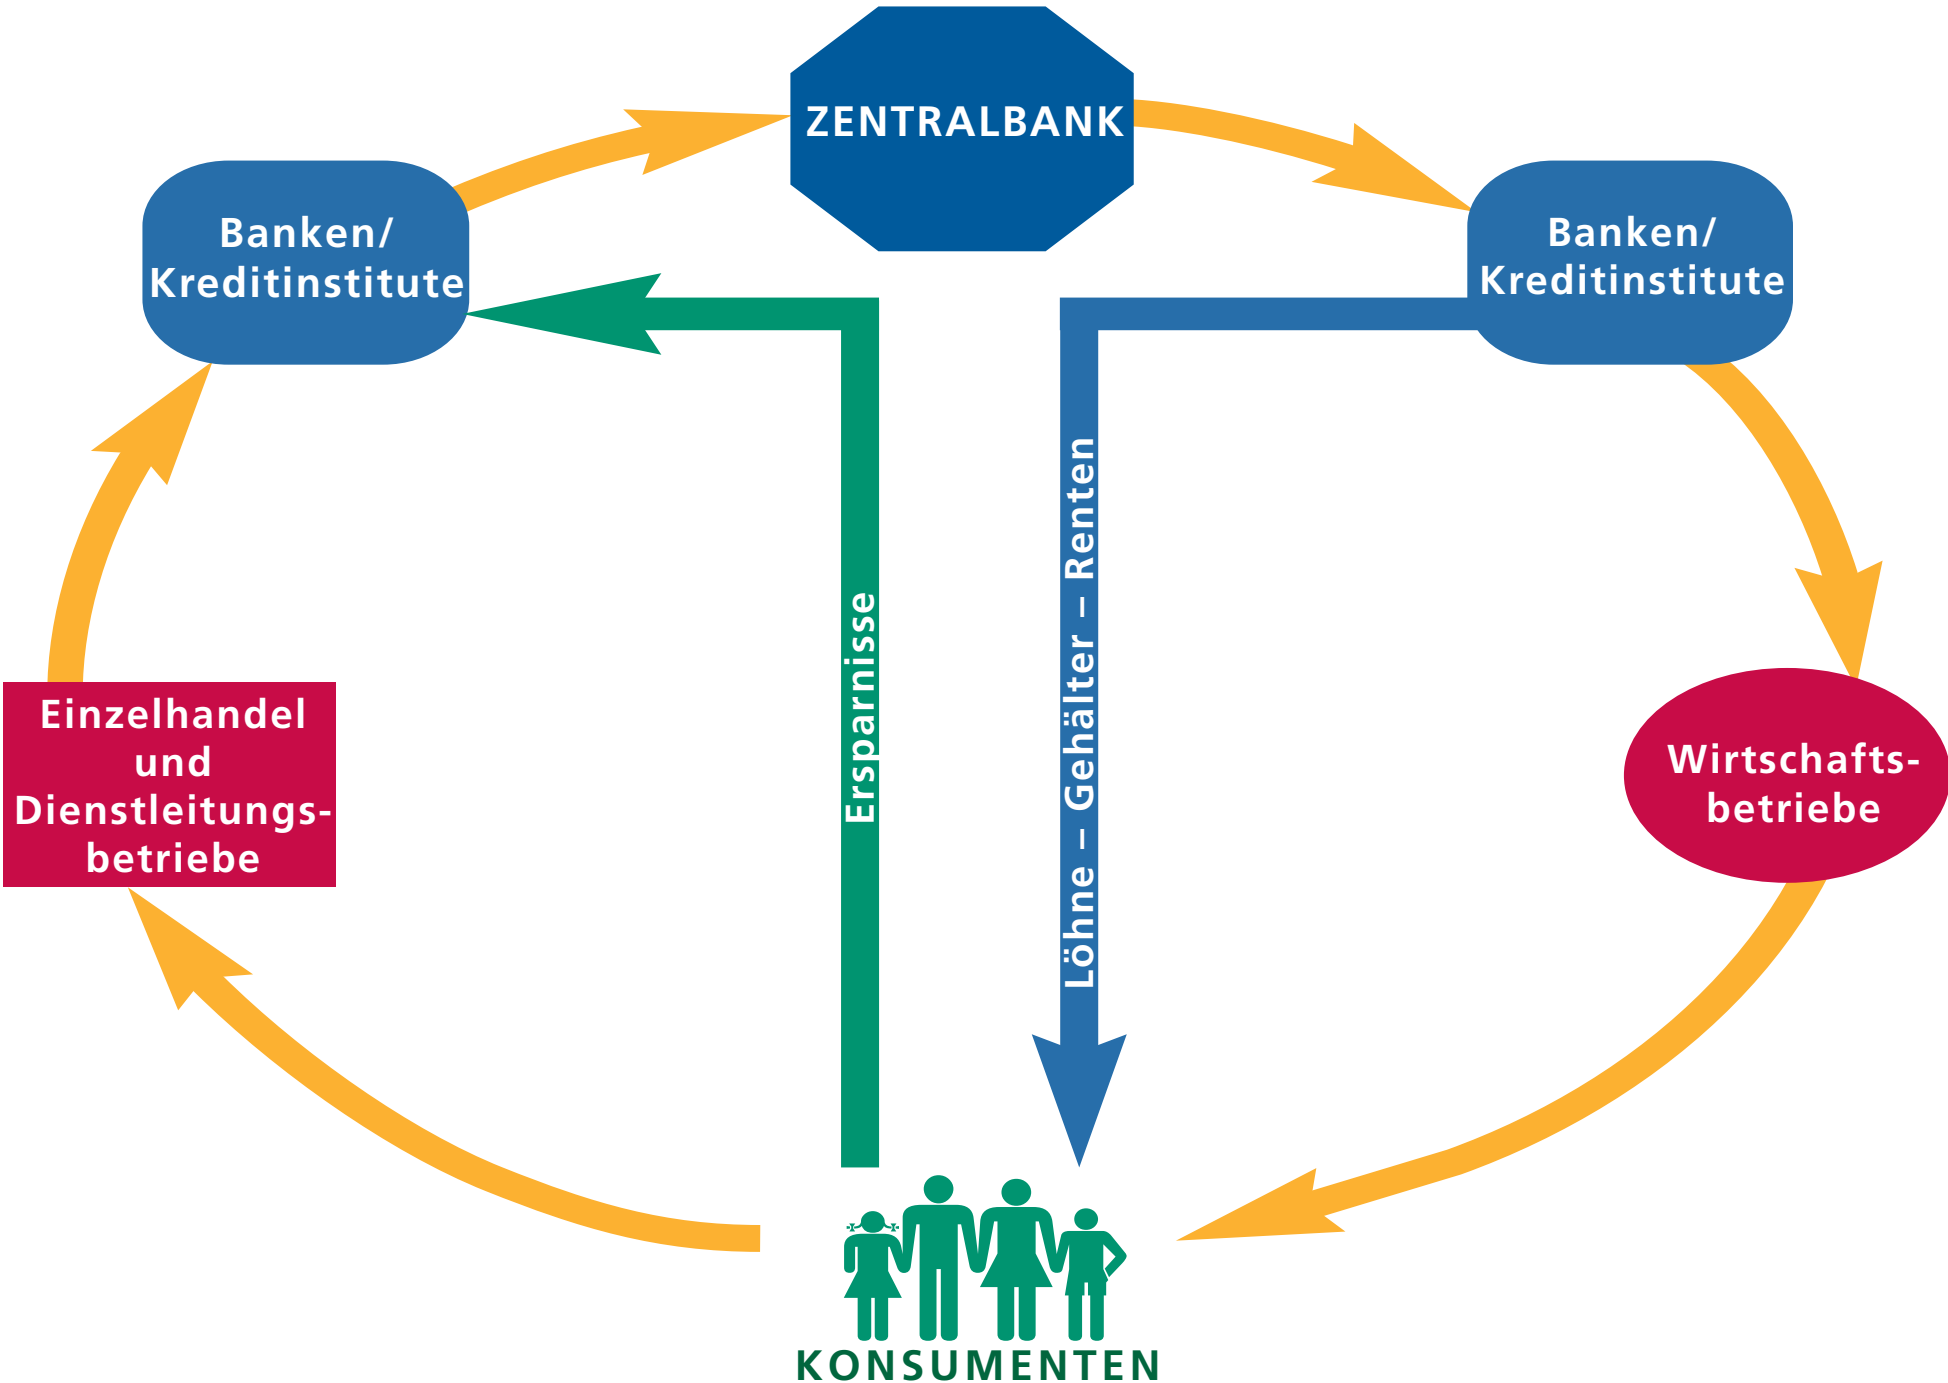 ZENTRALBANK
Banken/
Kreditinstitute
Banken/
Kreditinstitute
Ersparnisse
Löhne – Gehälter – Renten
Einzelhandel
und
Dienstleitungs-
betriebe
Wirtschafts-
betriebe
KONSUMENTEN